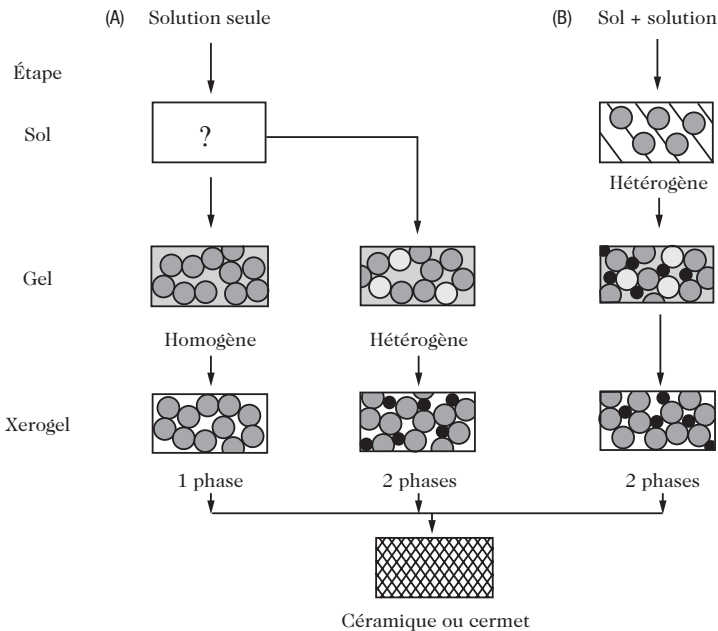 (A) Solution seule
(B) Sol + solution
Étape
Sol
?
Hétérogène
Gel
Homogène
Hétérogène
Xerogel
1 phase
2 phases
2 phases
Céramique ou cermet